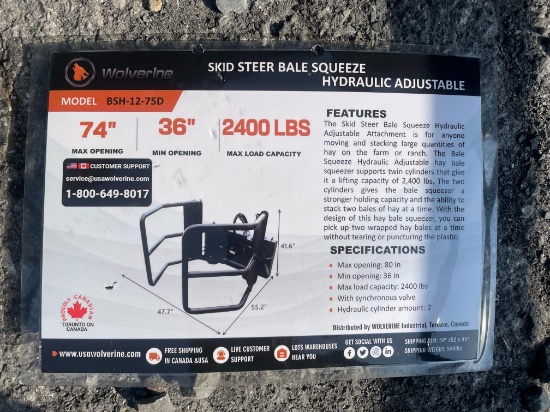 Wolverine
SKID STEER BALE SQUEEZE
HYDRAULIC ADJUSTABLE
MODEL BSH-12-75D
74" 36" 2400 LBS
MAX OPENING MIN OPENING MAX LOAD CAPACITY
CUSTOMER SUPPORT
service@usawolverine.com
1-800-649-8017
FEATURES
The Skid Steer Bale Squeeze Hydraulic
Adjustable Attachment is for anyone
moving and stacking large quantities of
hay on the farm or ranch. The Bale
Squeeze Hydraulic Adjustable hay bale
squeezer supports twin cylinders that give
it a lifting capacity of 2,400 lbs. The two
cylinders gives the bale squeezer a
stronger holding capacity and the ability to
stack two bales of hay at a time. With the
design of this hay bale squeezer, you can
pick up two wrapped hay bales at a time
without tearing or puncturing the plastic.
41.6"
47.7"
55.2"
SPECIFICATIONS
• Max opening: 80 in
• Min opening: 36 in
• Max load capacity: 2400 lbs
• With synchronous valve
• Hydraulic cylinder amount: 2
PROUDLY CANADIAN
TORONTO ON
CANADA
Distributed by WOLVERINE Industrial, Toronto, Canada
www.usawolverine.com
FREE SHIPPING
IN CANADA &USA
LIVE CUSTOMER
SUPPORT
LOTS WAREHOUSES
NEAR YOU
GET SOCIAL WITH US
SHIPPING DIM:
SHIPPING WEIGHT: